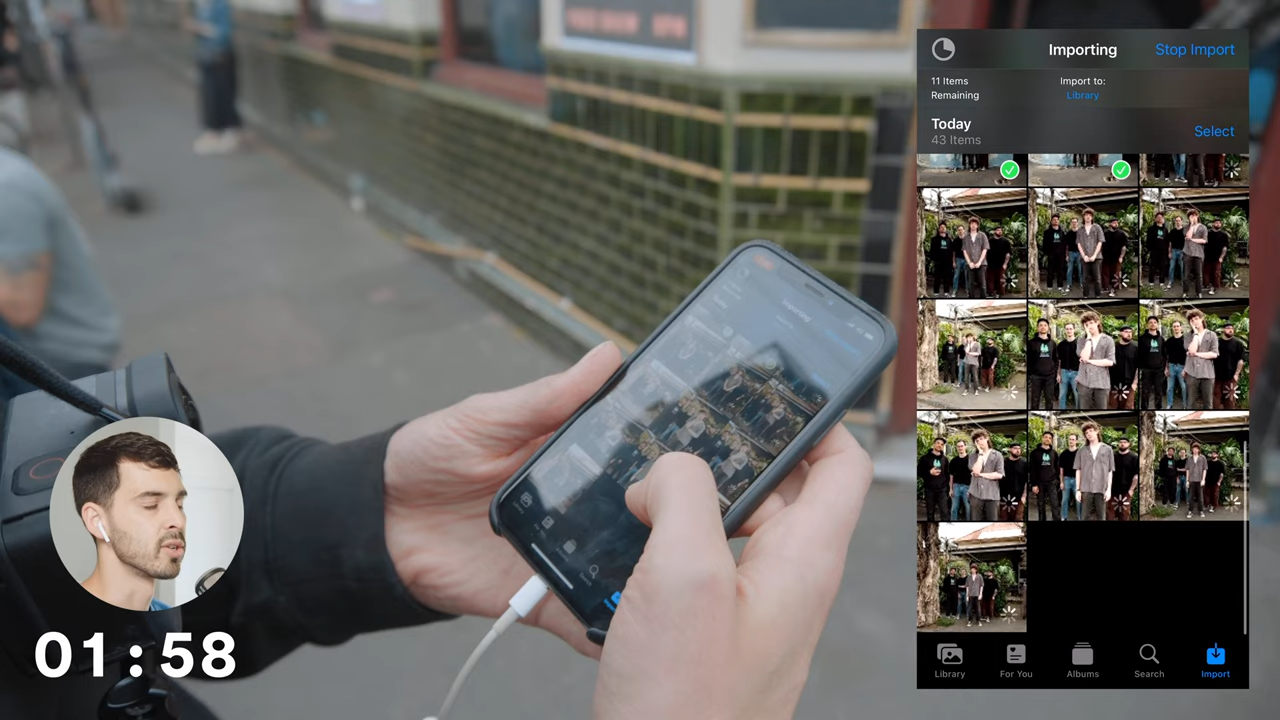 Importing
Stop Import
11 Items
Remaining
Import to:
Library
Today
43 Items
Select
Library
For You
Albums
Search
Import
01:58